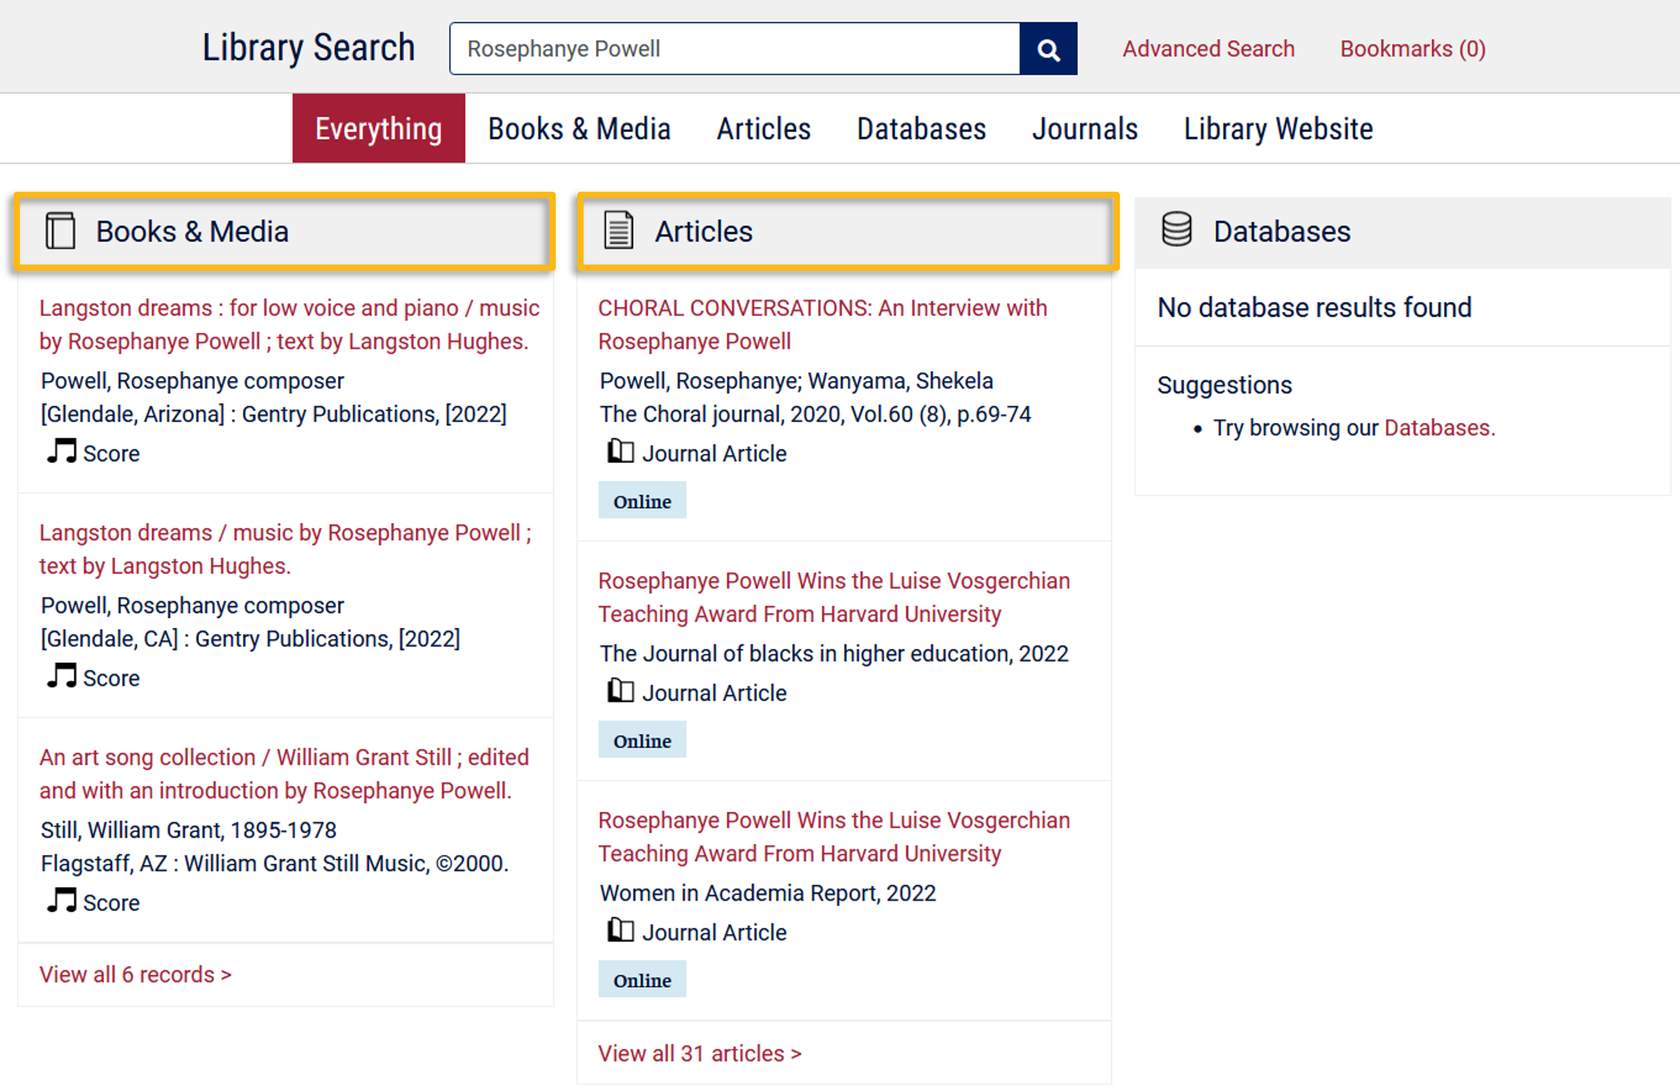 Library Search
Rosephanye Powell
Advanced Search
Bookmarks (0)
Everything
Books & Media
Articles
Databases
Journals
Library Website
Books & Media
Langston dreams : for low voice and piano / music
by Rosephanye Powell ; text by Langston Hughes.
Powell, Rosephanye composer
[Glendale, Arizona] : Gentry Publications, [2022]
Score
Langston dreams / music by Rosephanye Powell ;
text by Langston Hughes.
Powell, Rosephanye composer
[Glendale, CA] : Gentry Publications, [2022]
Score
An art song collection / William Grant Still ; edited
and with an introduction by Rosephanye Powell.
Still, William Grant, 1895-1978
Flagstaff, AZ : William Grant Still Music, ©2000.
Score
View all 6 records >
Articles
CHORAL CONVERSATIONS: An Interview with
Rosephanye Powell
Powell, Rosephanye; Wanyama, Shekela
The Choral journal, 2020, Vol.60 (8), p.69-74
Journal Article
Online
Rosephanye Powell Wins the Luise Vosgerchian
Teaching Award From Harvard University
The Journal of blacks in higher education, 2022
Journal Article
Online
Rosephanye Powell Wins the Luise Vosgerchian
Teaching Award From Harvard University
Women in Academia Report, 2022
Journal Article
Online
View all 31 articles >
Databases
No database results found
Suggestions
• Try browsing our Databases.